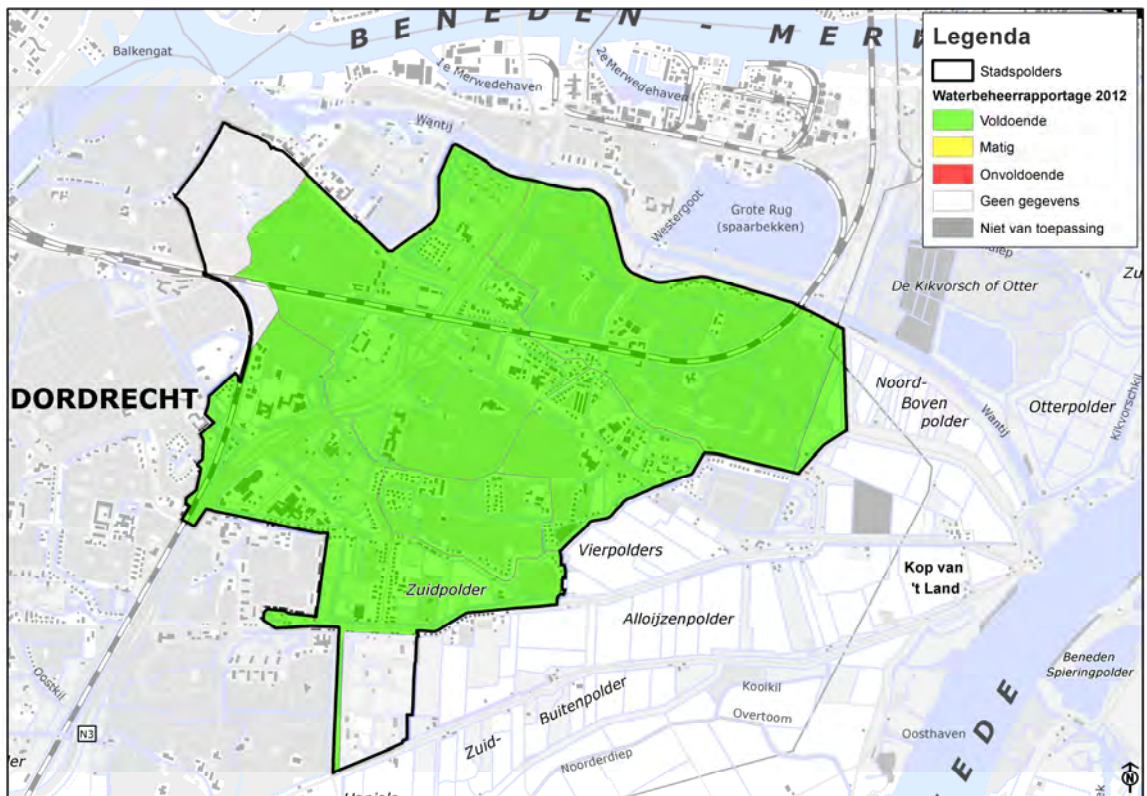 BENEDEN - MERW
Balkengat
1e Merwedehaven
2e Merwedehaven
Wantij
Westergoot
Grote Rug
(spaarbekken)
Legenda
Stadspolders
Waterbeheerrapportage 2012
Voldoende
Matig
Onvoldoende
Geen gegevens
Niet van toepassing
De Kikvorsch of Otter
DORDRECHT
Noord-
Boven
polder
Wantij
Otterpolder
Kikvorschkil
Vierpolders
Zuidpolder
Kop van
't Land
Alloijzenpolder
Beneden
Spieringpolder
Oostkil
Buitenpolder
Zuid-
Kooikil
Overtoom
Noorderdiep
Oosthaven
N3
EDE
N